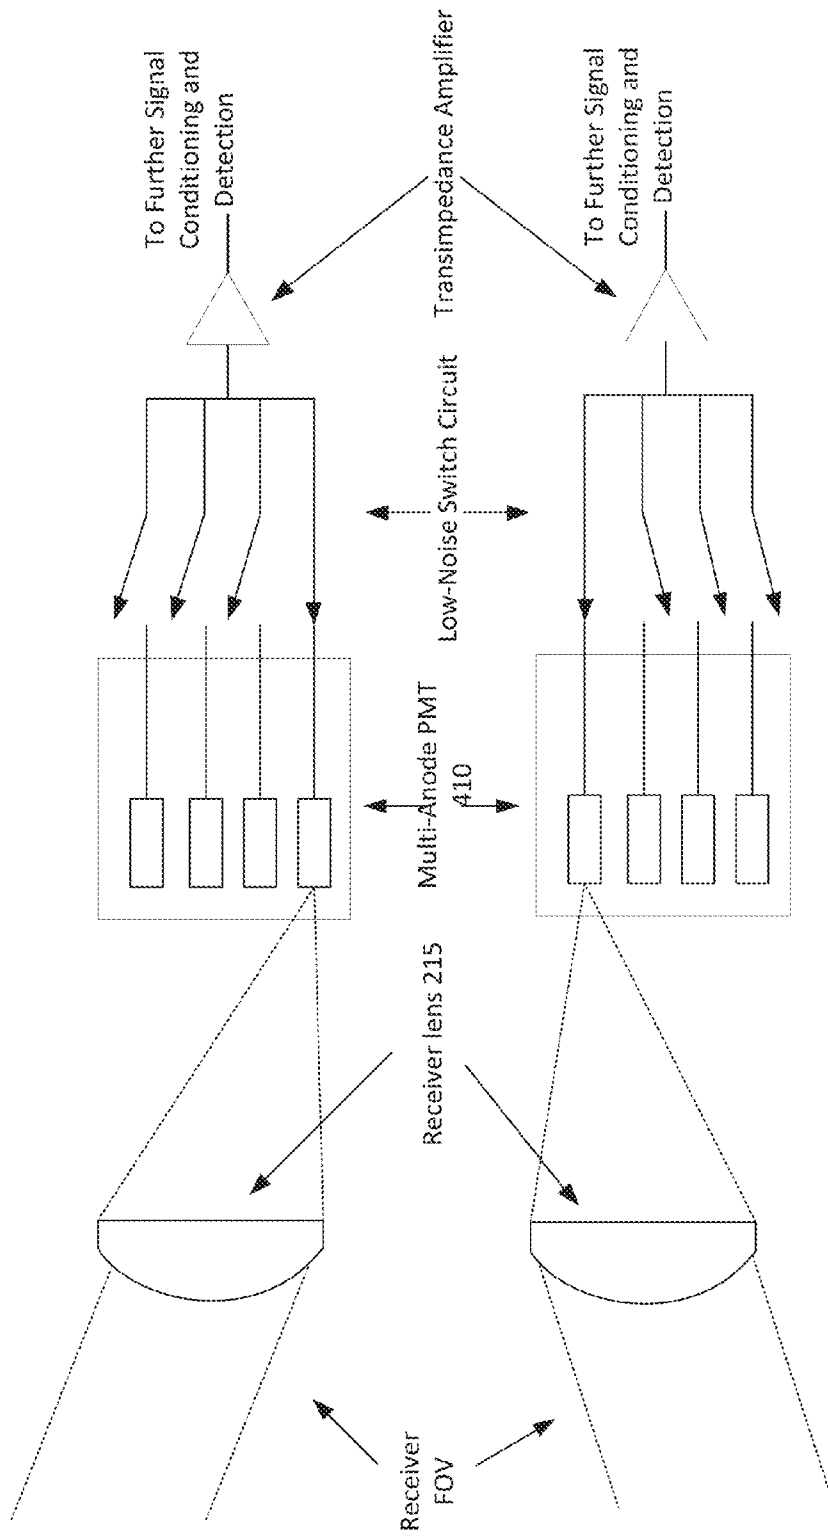 To Further Signal
Conditioning and
Detection
Transimpedance Amplifier
To Further Signal
Conditioning and
Detection
Low-Noise Switch Circuit
Multi-Anode PMT
410
Receiver lens 215
Receiver
FOV